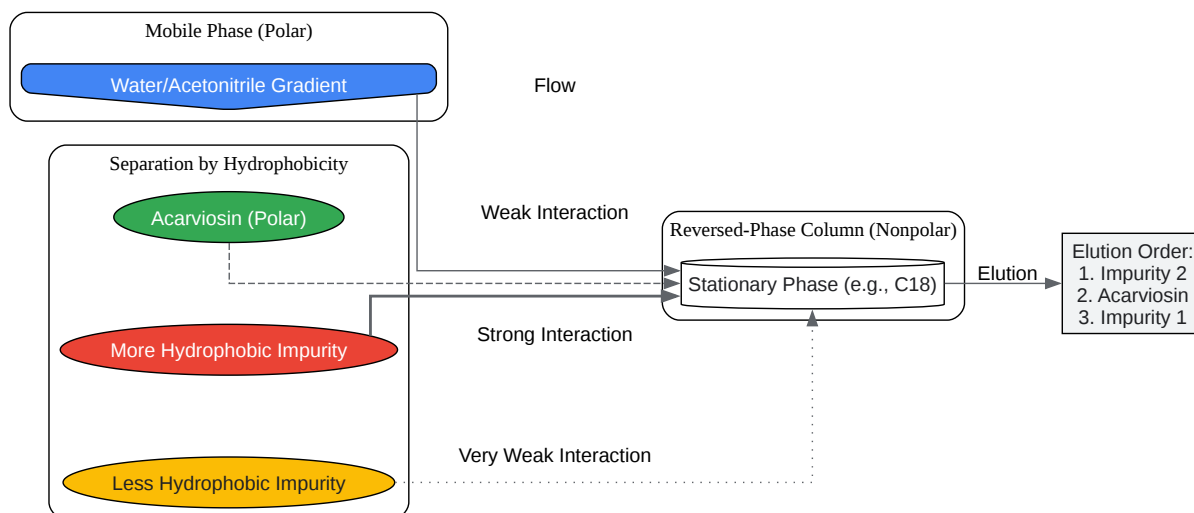 Mobile Phase (Polar)
Water/Acetonitrile Gradient
Flow
Separation by Hydrophobicity
Acarviosin (Polar)
Weak Interaction
Reversed-Phase Column (Nonpolar)
Stationary Phase (e.g., C18)
Elution
Elution Order:
1. Impurity 2
2. Acarviosin
3. Impurity 1
More Hydrophobic Impurity
Strong Interaction
Very Weak Interaction
Less Hydrophobic Impurity